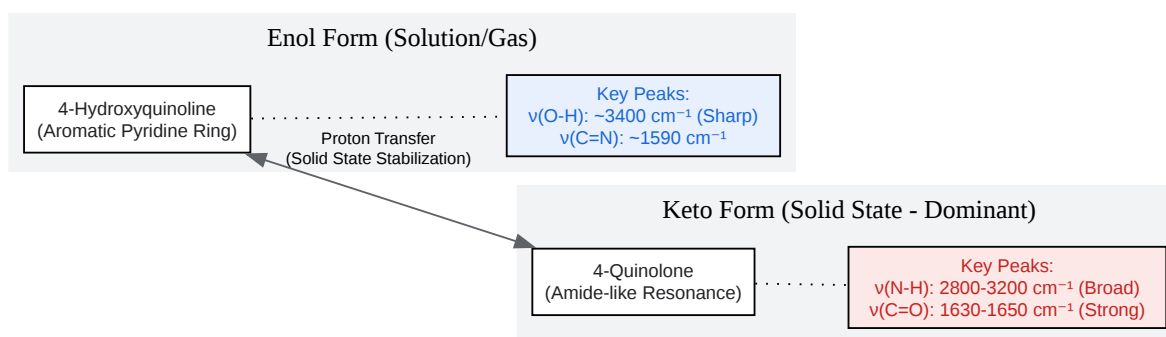 Enol Form (Solution/Gas)
4-Hydroxyquinoline
(Aromatic Pyridine Ring)
Key Peaks:
ν(O-H): ~3400 cm⁻¹ (Sharp)
ν(C=N): ~1590 cm⁻¹
Proton Transfer
(Solid State Stabilization)
Keto Form (Solid State - Dominant)
4-Quinolone
(Amide-like Resonance)
Key Peaks:
ν(N-H): 2800-3200 cm⁻¹ (Broad)
ν(C=O): 1630-1650 cm⁻¹ (Strong)